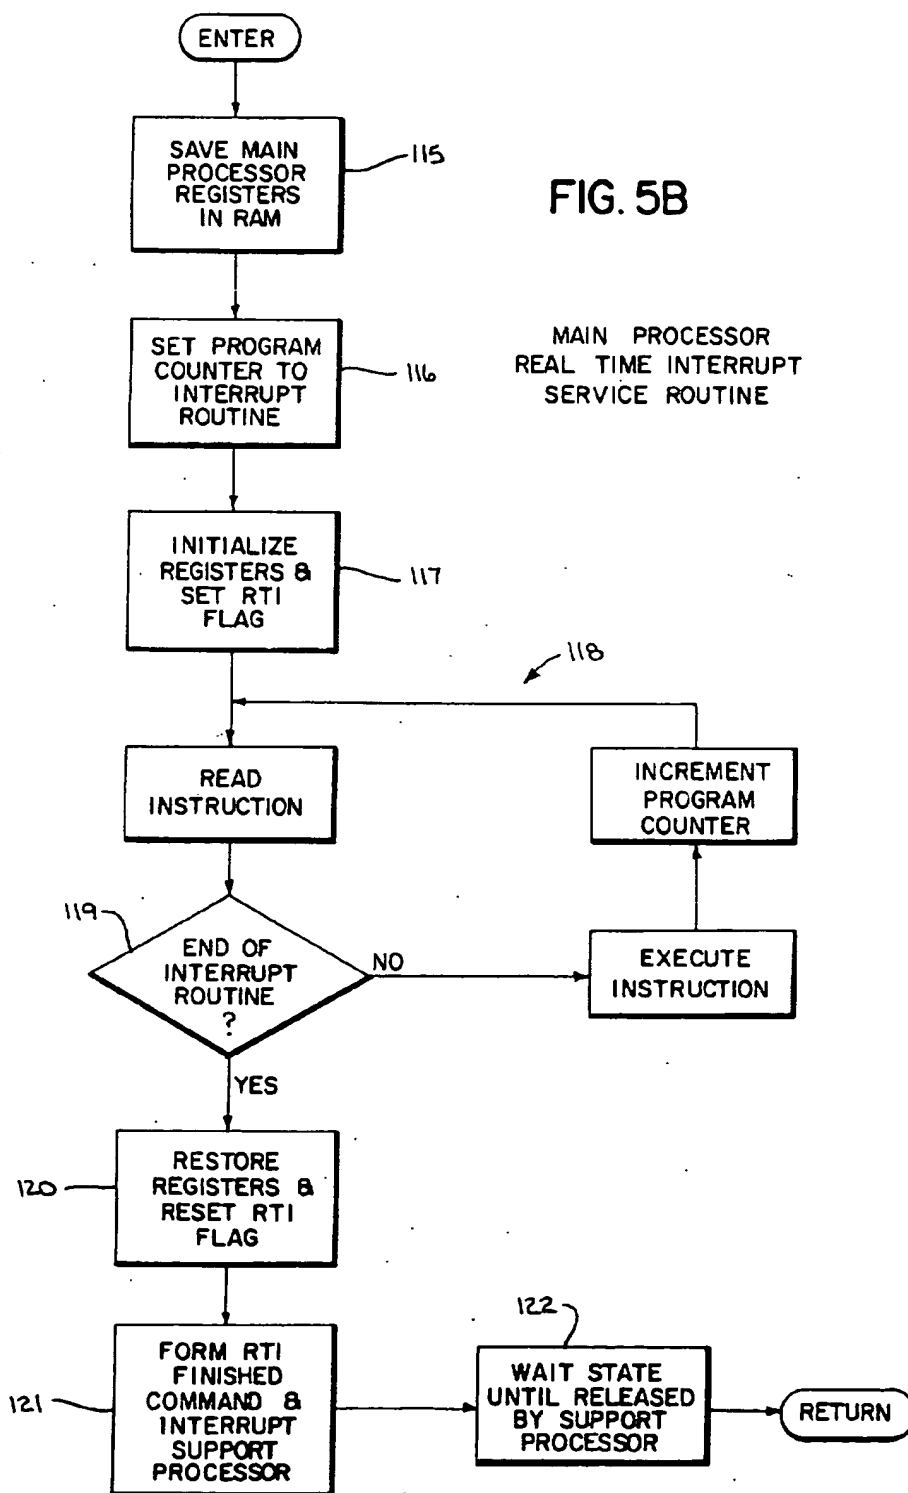 ENTER
SAVE MAIN
PROCESSOR
REGISTERS
IN RAM
115
FIG. 5B
SET PROGRAM
COUNTER TO
INTERRUPT
ROUTINE
116
MAIN PROCESSOR
REAL TIME INTERRUPT
SERVICE ROUTINE
INITIALIZE
REGISTERS &
SET RTI
FLAG
117
118
READ
INSTRUCTION
INCREMENT
PROGRAM
COUNTER
119
END OF
INTERRUPT
ROUTINE
?
NO
EXECUTE
INSTRUCTION
YES
120
RESTORE
REGISTERS &
RESET RTI
FLAG
121
FORM RTI
FINISHED
COMMAND &
INTERRUPT
SUPPORT
PROCESSOR
122
WAIT STATE
UNTIL RELEASED
BY SUPPORT
PROCESSOR
RETURN